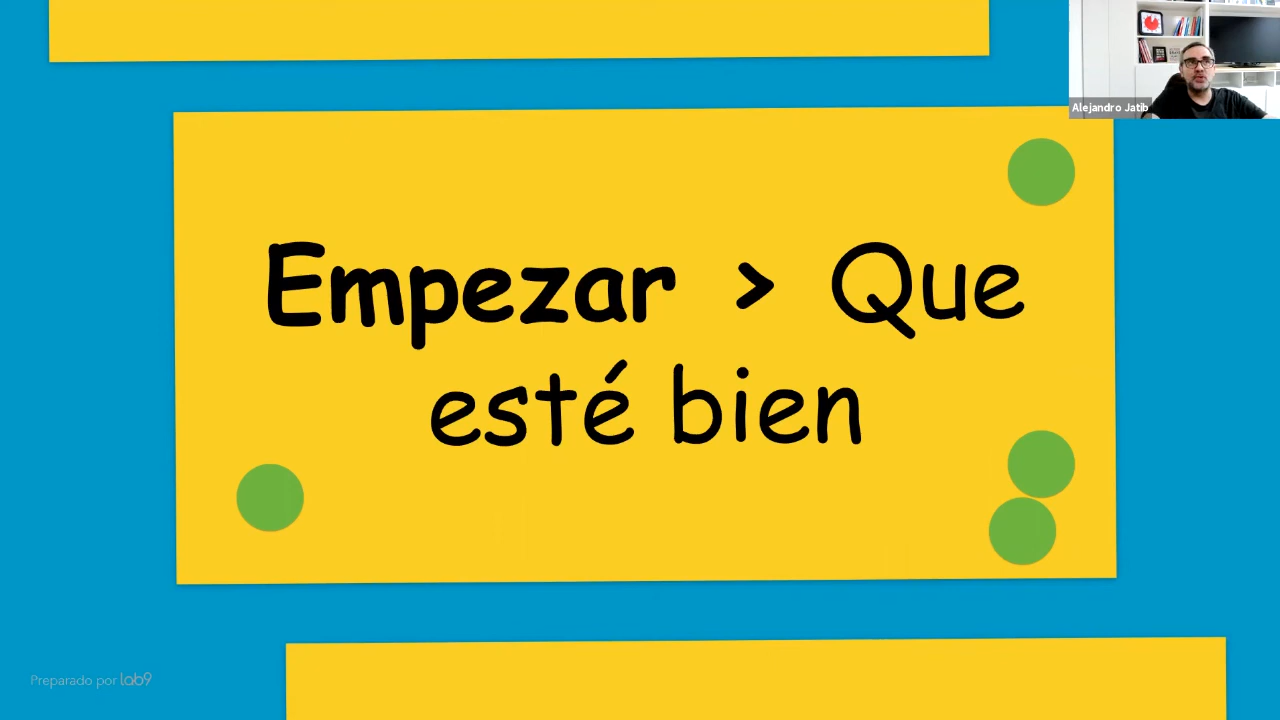 Alejandro Jatib
Empezar > Que
esté bien
Preparado por lab9